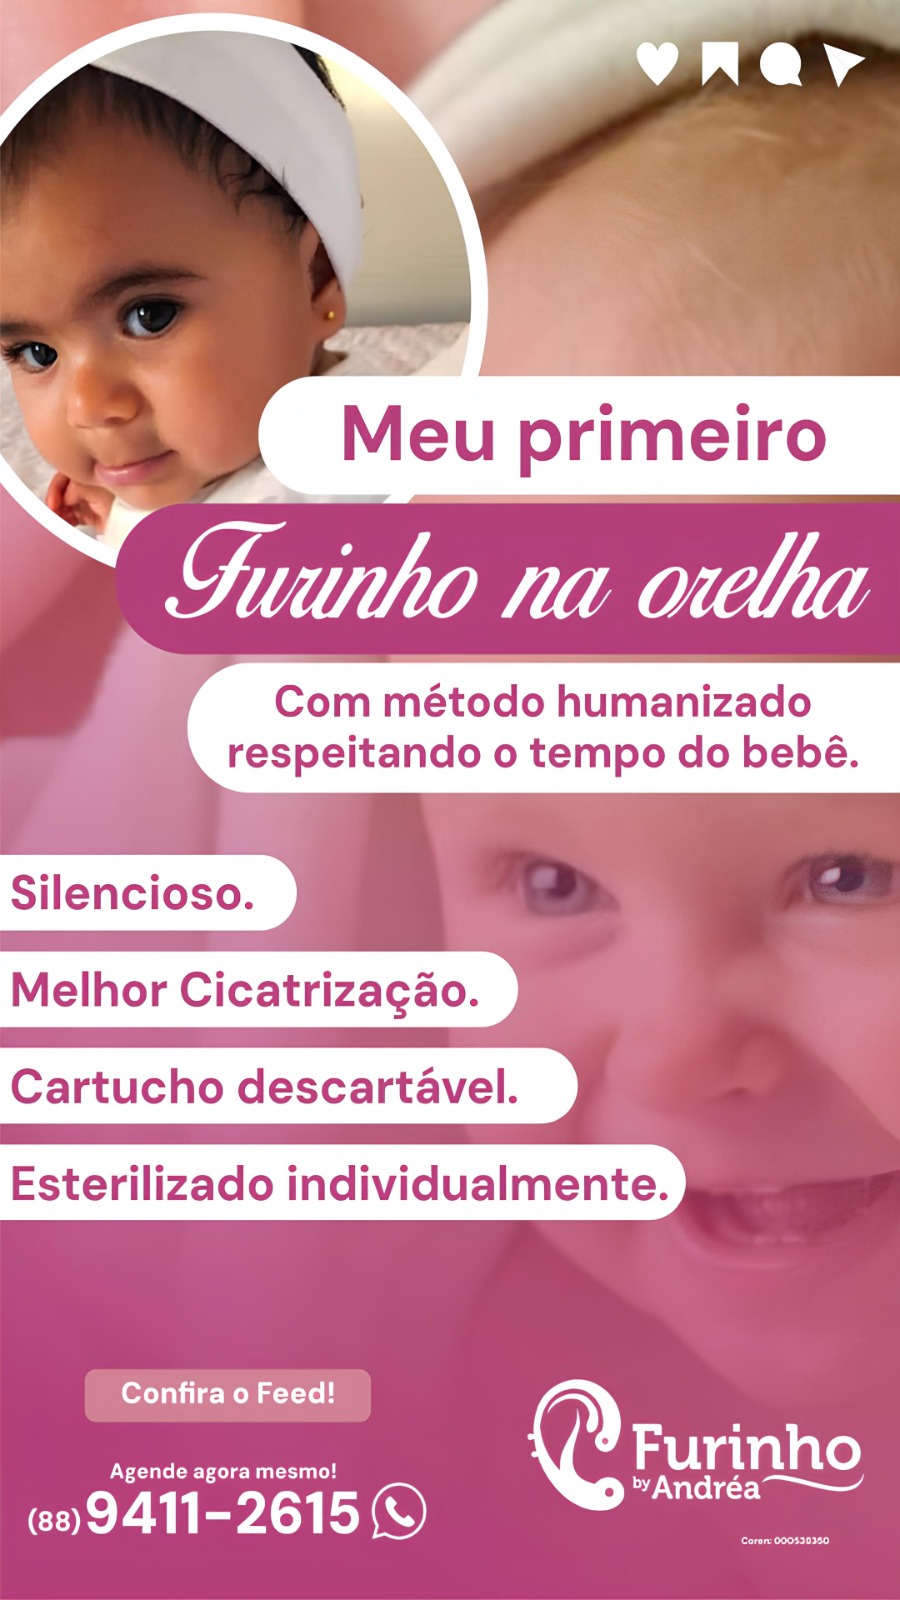 Meu primeiro
Furinho na orelha
Com método humanizado
respeitando o tempo do bebê.
Silencioso.
Melhor Cicatrização.
Cartucho descartável.
Esterilizado individualmente.
Confira o Feed!
Agende agora mesmo!
(88) 9411-2615
Furinho
by Andréa
Coren: 000539350